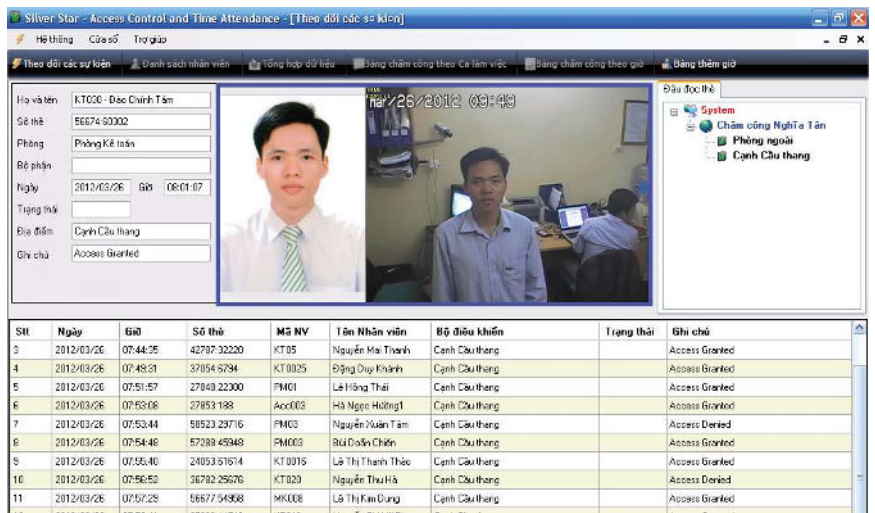 Silver Star - Access Control and Time Attendance - [Theo dõi các sự kiện]
Hệ thống Cửa sổ Trợ giúp
Theo dõi các sự kiện Danh sách nhân viên Tổng hợp dữ liệu Bảng chấm công theo Ca làm việc Bảng chấm công theo giờ Bảng thêm giờ
Họ và tên KT030 - Đào Chính Tâm
Số thẻ 56674:60302
Phòng Phòng Kế toán
Bộ phận
Ngày 2012/03/26 Giờ 08:01:07
Trạng thái
Địa điểm Cạnh Cầu thang
Ghi chú Access Granted
mar/26/2012 09:49
Đầu đọc thẻ
System
Chấm công Nghĩa Tân
Phòng ngoài
Cạnh Cầu thang
Stt Ngày Giờ Số thẻ Mã NV Tên Nhân viên Bộ điều khiển Trạng thái Ghi chú
3 2012/03/26 07:44:35 42787:32220 KT05 Nguyễn Mai Thanh Cạnh Cầu thang Access Granted
4 2012/03/26 07:49:31 37054:6794 KT0025 Đặng Duy Khánh Cạnh Cầu thang Access Granted
5 2012/03/26 07:51:57 27848:22300 PM01 Lê Hồng Thái Cạnh Cầu thang Access Granted
6 2012/03/26 07:53:08 27853:188 Acc003 Hà Ngọc Hường1 Cạnh Cầu thang Access Granted
7 2012/03/26 07:53:44 58523:29716 PM03 Nguyễn Xuân Tâm Cạnh Cầu thang Access Denied
8 2012/03/26 07:54:48 57288:45948 PM003 Bùi Doãn Chiến Cạnh Cầu thang Access Granted
9 2012/03/26 07:55:40 24053:61614 KT0016 Lê Thị Thanh Thảo Cạnh Cầu thang Access Granted
10 2012/03/26 07:56:52 36782:25676 KT020 Nguyễn Thu Hà Cạnh Cầu thang Access Denied
11 2012/03/26 07:57:29 56677:54958 MK008 Lê Thị Kim Dung Cạnh Cầu thang Access Granted